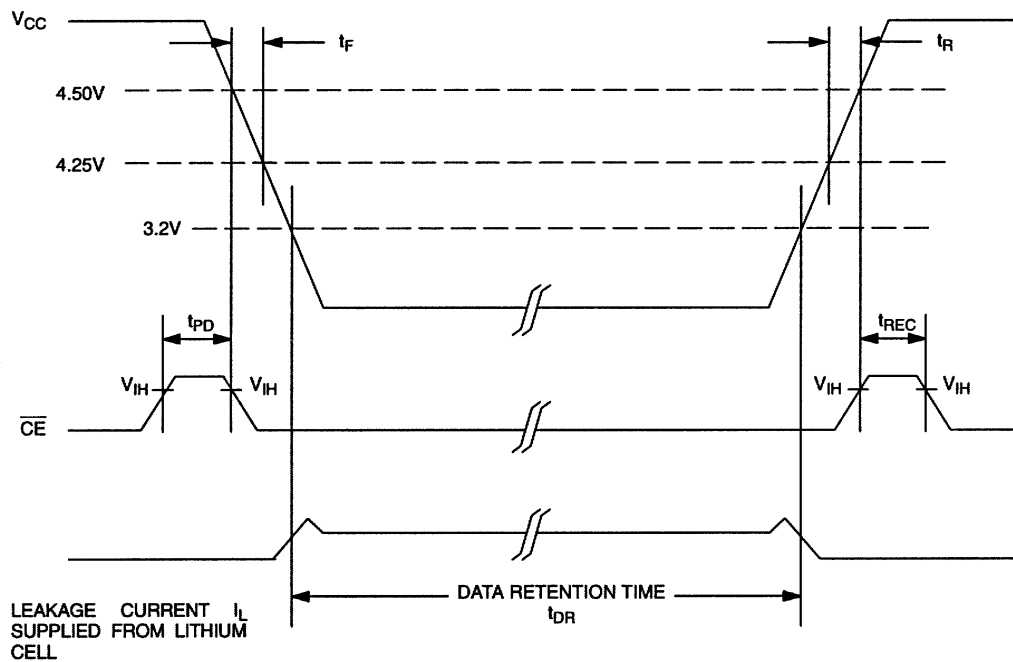 VCC
tF
tR
4.50V
4.25V
3.2V
tPD
tREC
VIH
VIH
VIH
VIH
CE
DATA RETENTION TIME
tDR
LEAKAGE CURRENT IL
SUPPLIED FROM LITHIUM
CELL